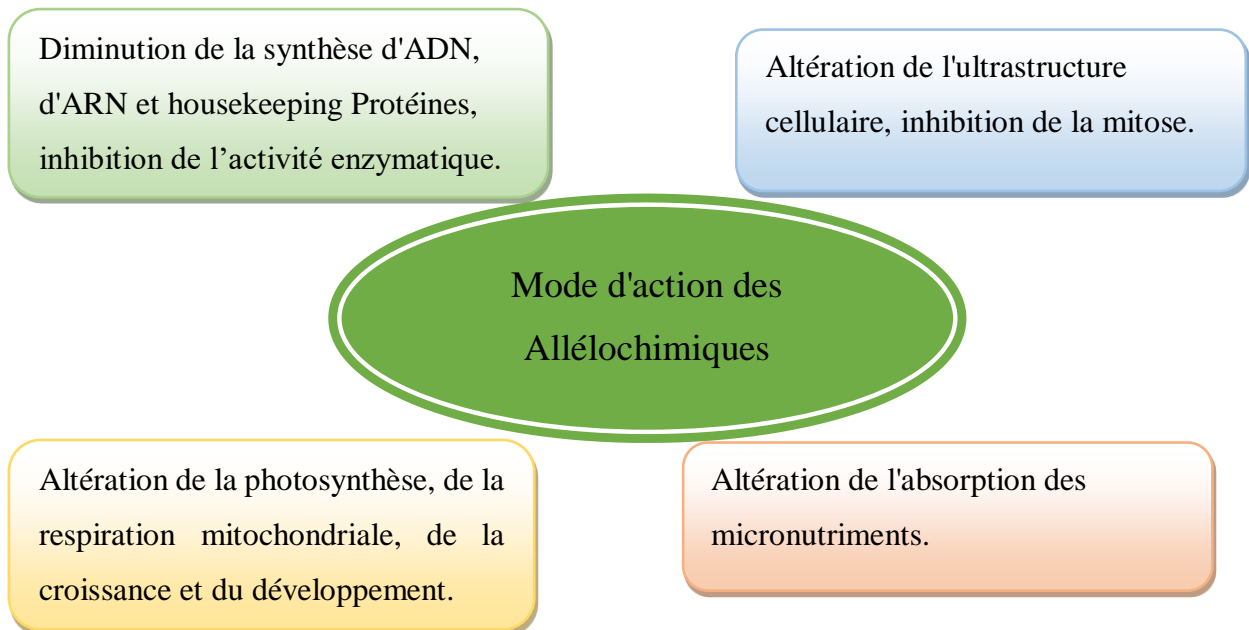 Diminution de la synthèse d'ADN,
d'ARN et housekeeping Protéines,
inhibition de l’activité enzymatique.
Altération de l'ultrastructure
cellulaire, inhibition de la mitose.
Mode d'action des
Allélochimiques
Altération de la photosynthèse, de la
respiration mitochondriale, de la
croissance et du développement.
Altération de l'absorption des
micronutriments.